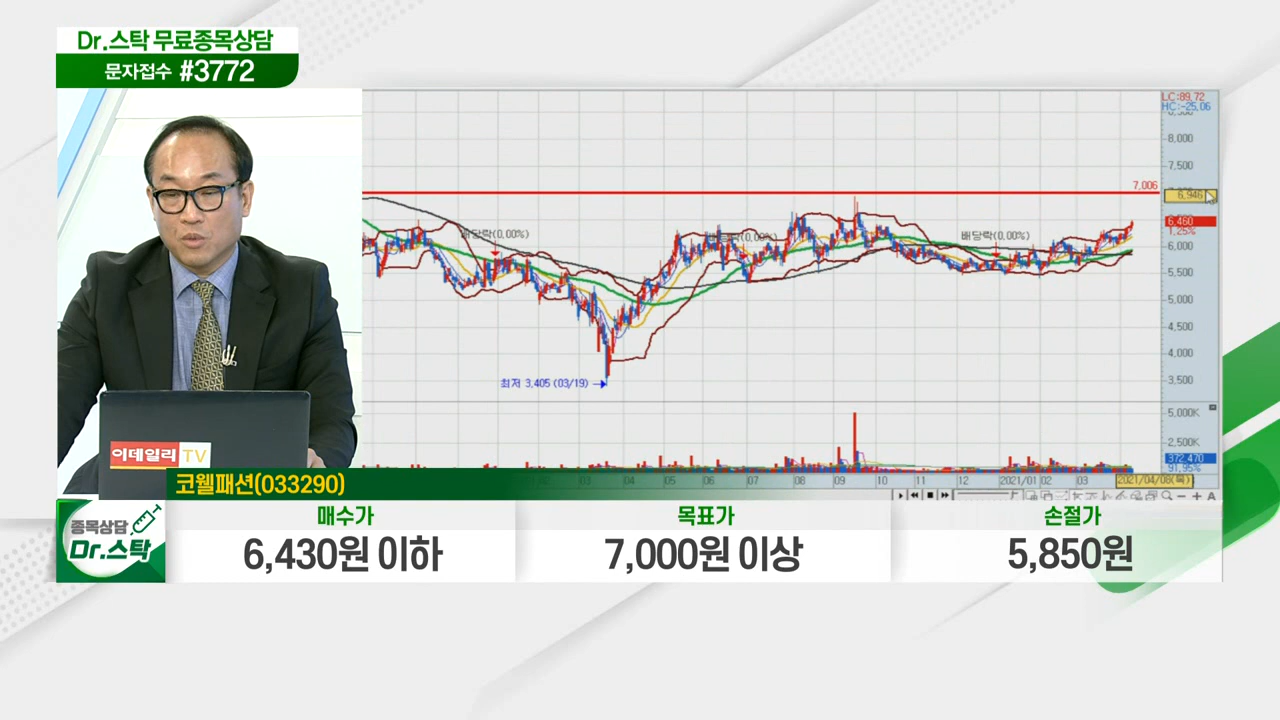 Dr.스탁 무료종목상담
문자접수 #3772
LC:89,72
HC:-25,06
8,000
7,500
7,006
6,946
6,460
1,25%
6,000
5,500
5,000
4,500
4,000
3,500
배당락(0,00%)
배당락(0,00%)
최저 3,405 (03/19)
5,000K
2,500K
372,470
91,95%
02 03 04 05 06 07 08 09 10 11 12 2021/01 02 03 2021/04/08(목)
이데일리 TV
코웰패션(033290)
종목상담
Dr.스탁
매수가 목표가 손절가
6,430원 이하 7,000원 이상 5,850원